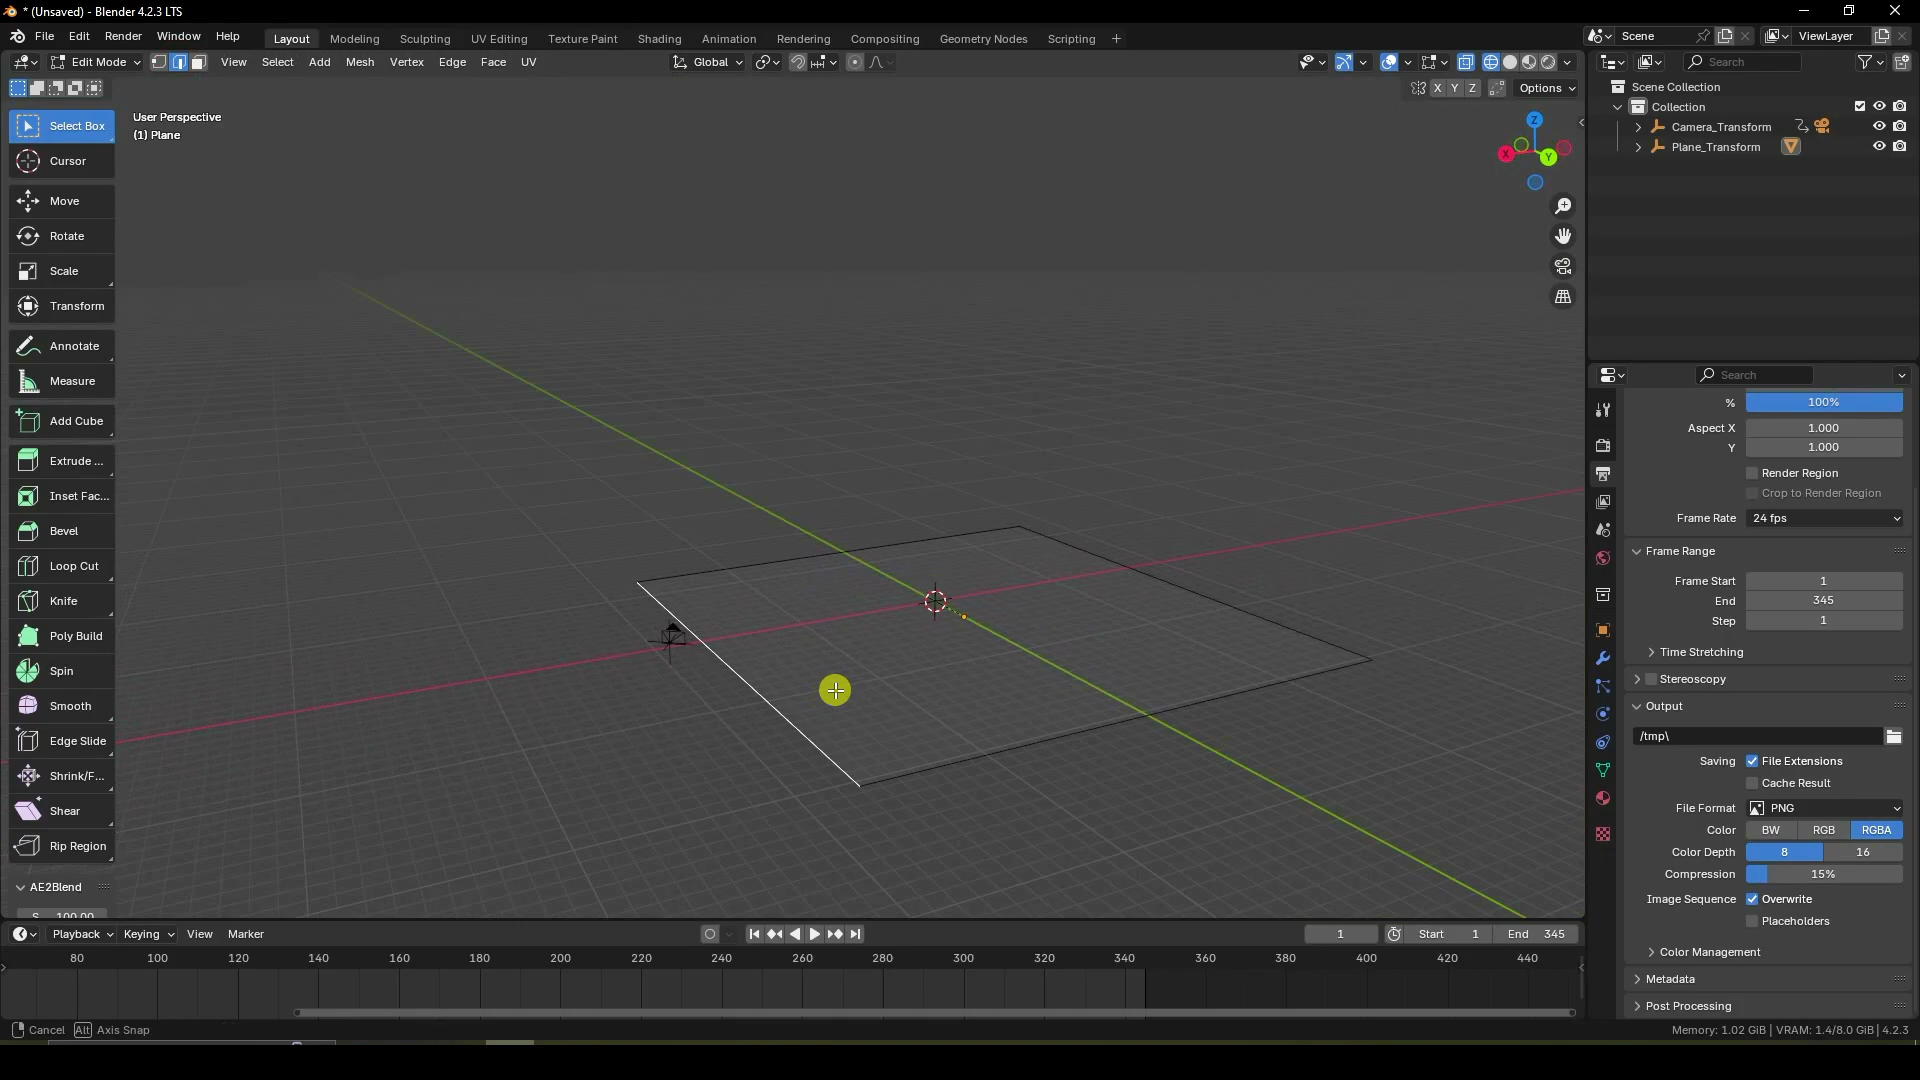 * (Unsaved) - Blender 4.2.3 LTS
File Edit Render Window Help
Layout Modeling Sculpting UV Editing Texture Paint Shading Animation Rendering Compositing Geometry Nodes Scripting +
Scene
ViewLayer
Edit Mode
View Select Add Mesh Vertex Edge Face UV
Global
Search
X Y Z Options
User Perspective
(1) Plane
Select Box
Cursor
Move
Rotate
Scale
Transform
Annotate
Measure
Add Cube
Extrude ...
Inset Fac...
Bevel
Loop Cut
Knife
Poly Build
Spin
Smooth
Edge Slide
Shrink/F...
Shear
Rip Region
AE2Blend
S 100.00
Z
X
Y
Scene Collection
Collection
Camera_Transform
Plane_Transform
Search
% 100%
Aspect X 1.000
Y 1.000
Render Region
Crop to Render Region
Frame Rate 24 fps
Frame Range
Frame Start 1
End 345
Step 1
Time Stretching
Stereoscopy
Output
/tmp\
Saving File Extensions
Cache Result
File Format PNG
Color BW RGB RGBA
Color Depth 8 16
Compression 15%
Image Sequence Overwrite
Placeholders
Color Management
Metadata
Post Processing
Playback Keying View Marker
1 Start 1 End 345
80 100 120 140 160 180 200 220 240 260 280 300 320 340 360 380 400 420 440
Cancel Alt Axis Snap
Memory: 1.02 GiB | VRAM: 1.4/8.0 GiB | 4.2.3